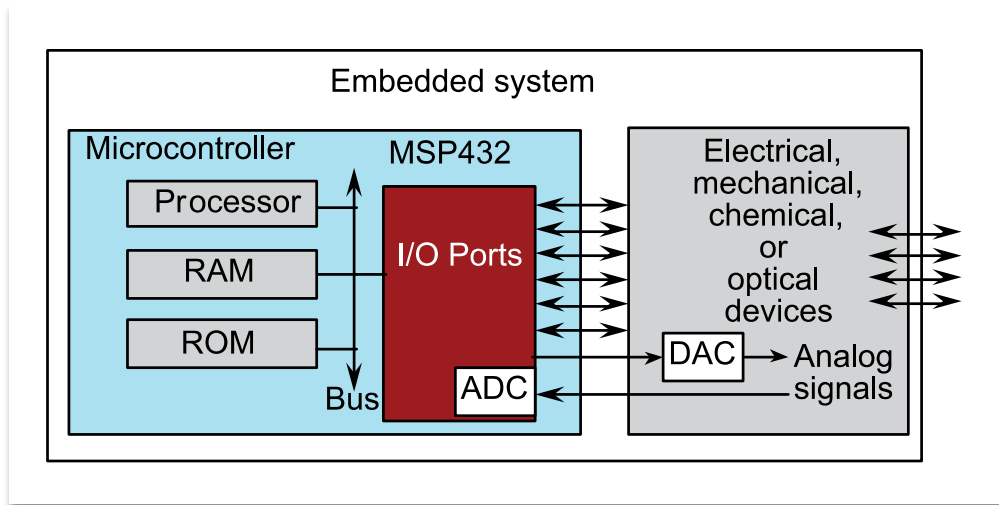 Embedded system
Microcontroller
MSP432
Processor
RAM
ROM
Bus
I/O Ports
ADC
Electrical,
mechanical,
chemical,
or
optical
devices
DAC
Analog
signals